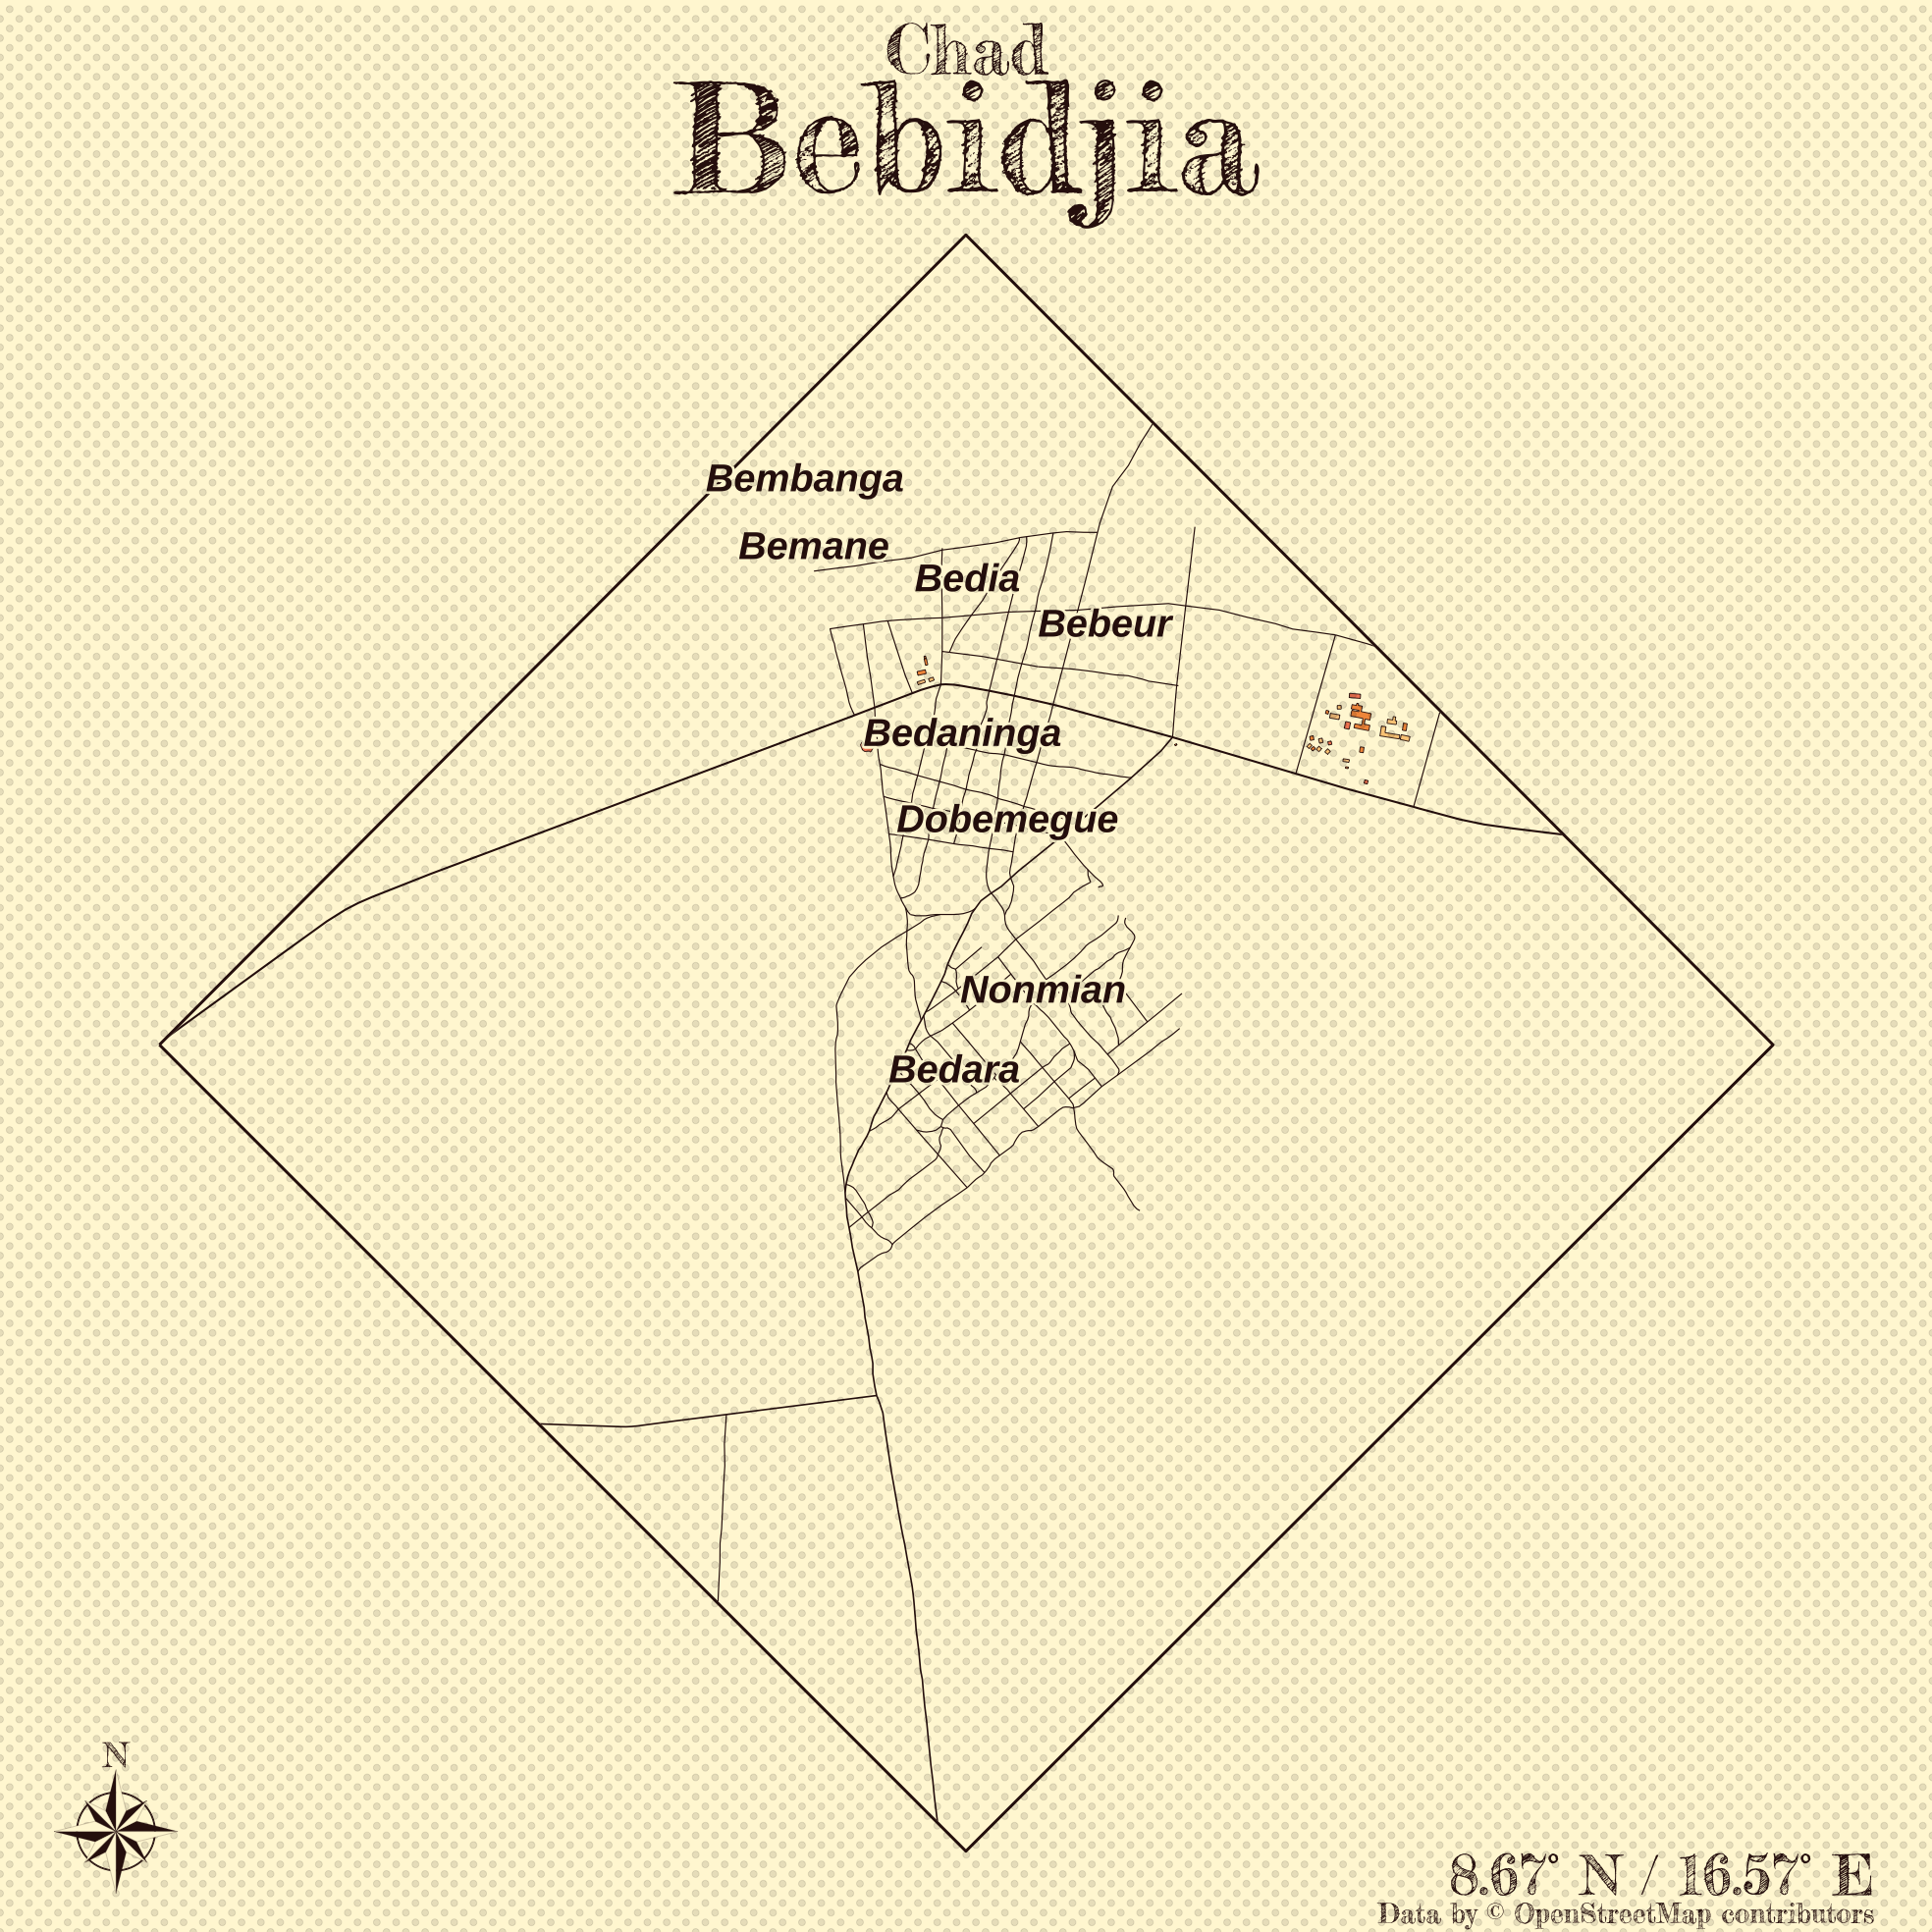 Chad
Bebidjia
Bembanga
Bemane
Bedia
Bebeur
Bedaninga
Dobemegue
Nonmian
Bedara
N
8.67° N / 16.57° E
Data by © OpenStreetMap contributors